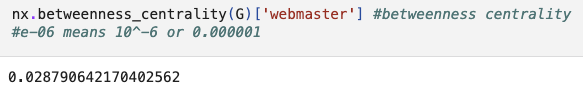 nx.betweenness_centrality(G)['webmaster'] #betweenness centrality
#e-06 means 10^-6 or 0.000001
0.028790642170402562